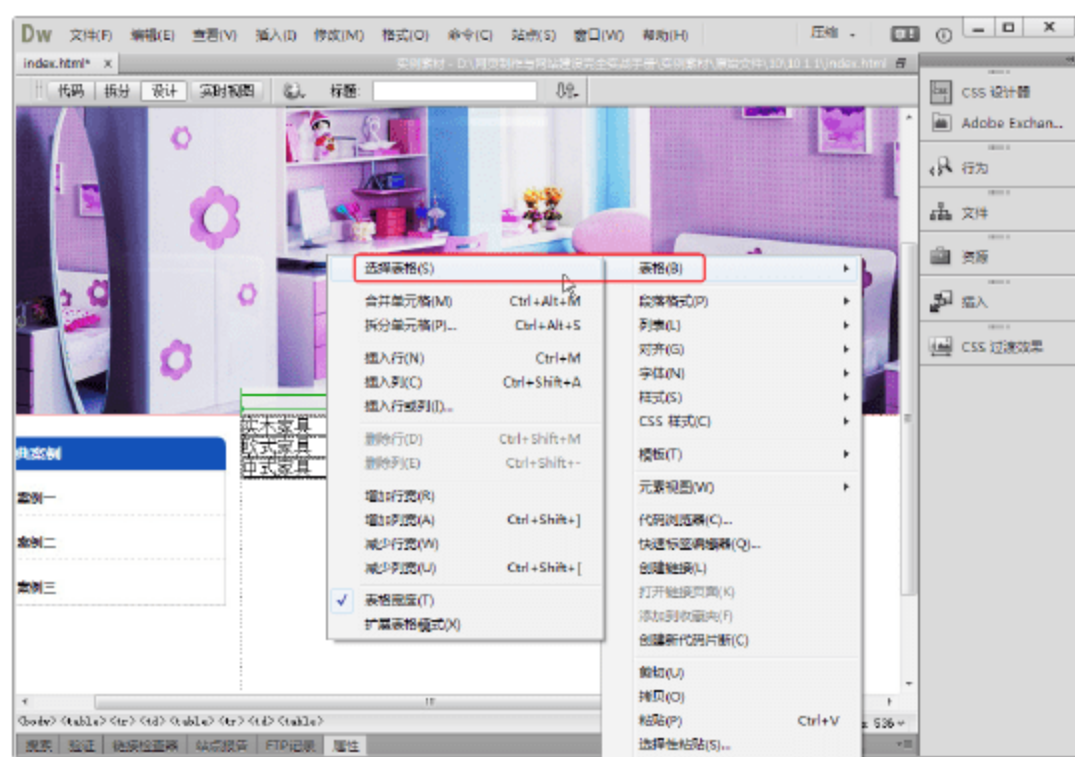 Dw 文件(F) 编辑(E) 查看(V) 插入(I) 修改(M) 格式(O) 命令(C) 站点(S) 窗口(W) 帮助(H) 压缩
index.html* x
代码 拆分 设计 实时视图 标题:
CSS 设计器
Adobe Exchan...
行为
文件
资源
插入
CSS 过渡效果
选择表格(S)
合并单元格(M) Ctrl+Alt+M
拆分单元格(P)... Ctrl+Alt+S
插入行(N) Ctrl+M
插入列(C) Ctrl+Shift+A
插入行或列(I)...
删除行(D) Ctrl+Shift+M
删除列(E) Ctrl+Shift+-
增加行宽(R)
增加列宽(A) Ctrl+Shift+]
减少行宽(W)
减少列宽(U) Ctrl+Shift+[
表格宽度(T)
扩展表格模式(X)
表格(B)
段落格式(P)
列表(L)
对齐(G)
字体(N)
样式(S)
CSS 样式(C)
模板(T)
元素视图(W)
代码浏览器(C)...
快速标签编辑器(Q)...
创建链接(L)
打开链接页面(K)
添加到收藏夹(F)
创建新代码片断(C)
剪切(U)
拷贝(O)
粘贴(P) Ctrl+V
选择性粘贴(S)...
实木家具
欧式家具
中式家具
典案例
案例一
案例二
案例三
<body> <table> <tr> <td> <table> <tr> <td> <table>
x 536
搜索 验证 链接检查器 站点报告 FTP记录 属性